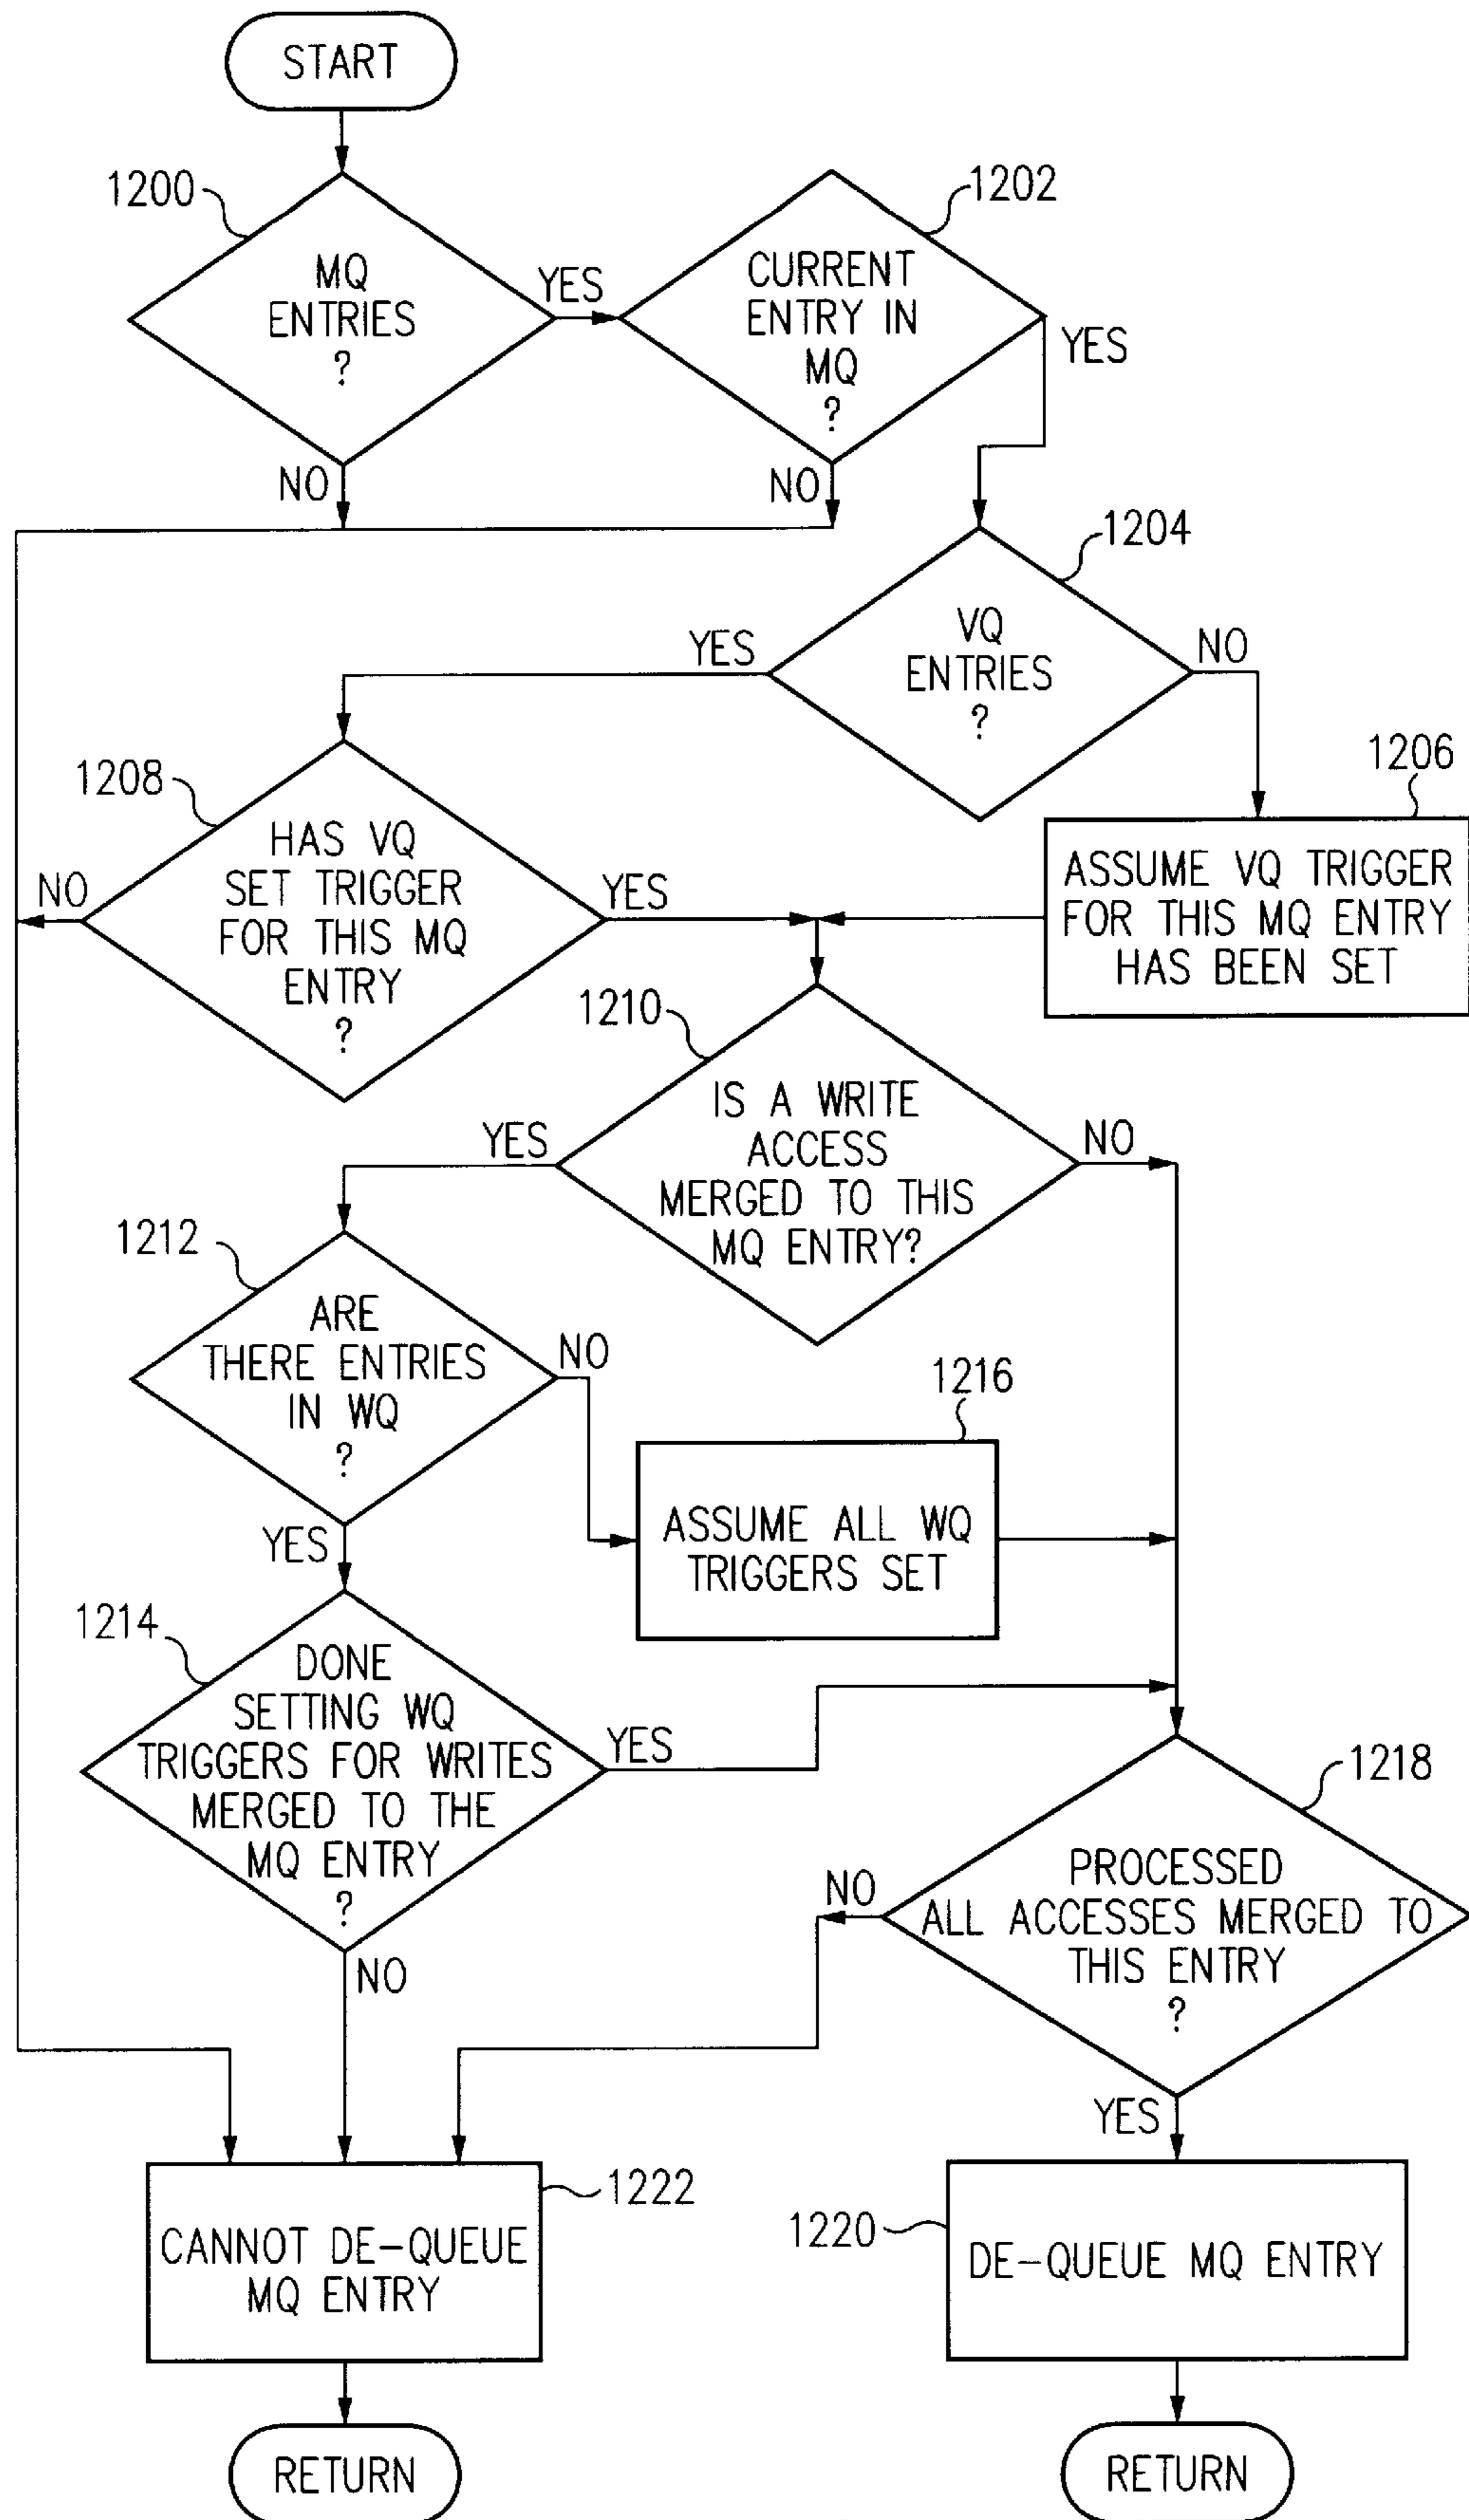 START
1200
MQ
ENTRIES
?
YES
NO
1202
CURRENT
ENTRY IN
MQ
?
YES
NO
1204
VQ
ENTRIES
?
YES
NO
1206
ASSUME VQ TRIGGER
FOR THIS MQ ENTRY
HAS BEEN SET
1208
HAS VQ
SET TRIGGER
FOR THIS MQ
ENTRY
?
NO
YES
1210
IS A WRITE
ACCESS
MERGED TO THIS
MQ ENTRY?
YES
NO
1212
ARE
THERE ENTRIES
IN WQ
?
NO
YES
1216
ASSUME ALL WQ
TRIGGERS SET
1214
DONE
SETTING WQ
TRIGGERS FOR WRITES
MERGED TO THE
MQ ENTRY
?
YES
NO
1218
PROCESSED
ALL ACCESSES MERGED TO
THIS ENTRY
?
NO
YES
1222
CANNOT DE-QUEUE
MQ ENTRY
1220
DE-QUEUE MQ ENTRY
RETURN
RETURN